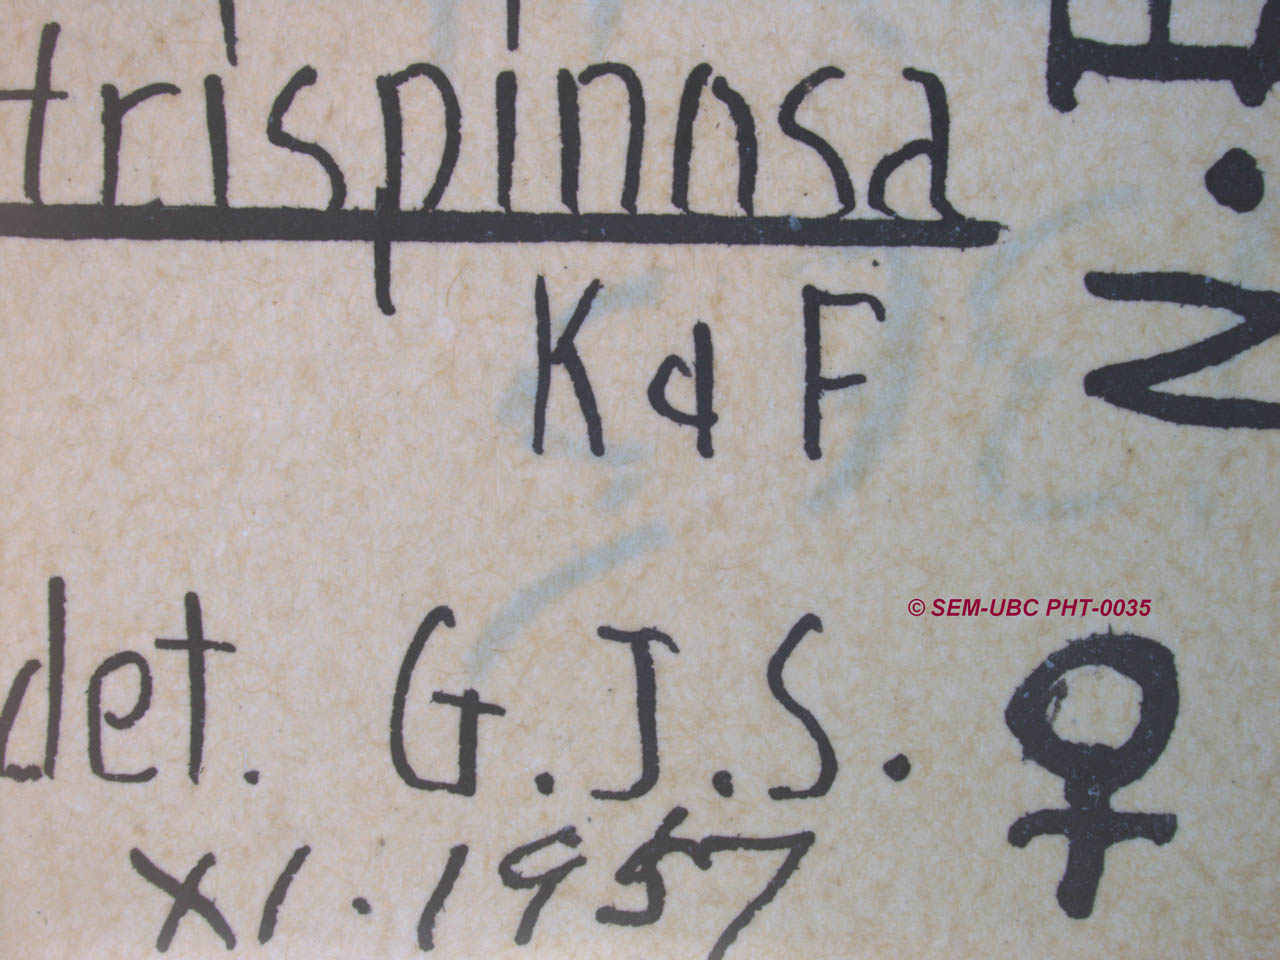 trispinosa
K d F
N.E
© SEM-UBC PHT-0035
det. G.J.S. ♀
XI.1957